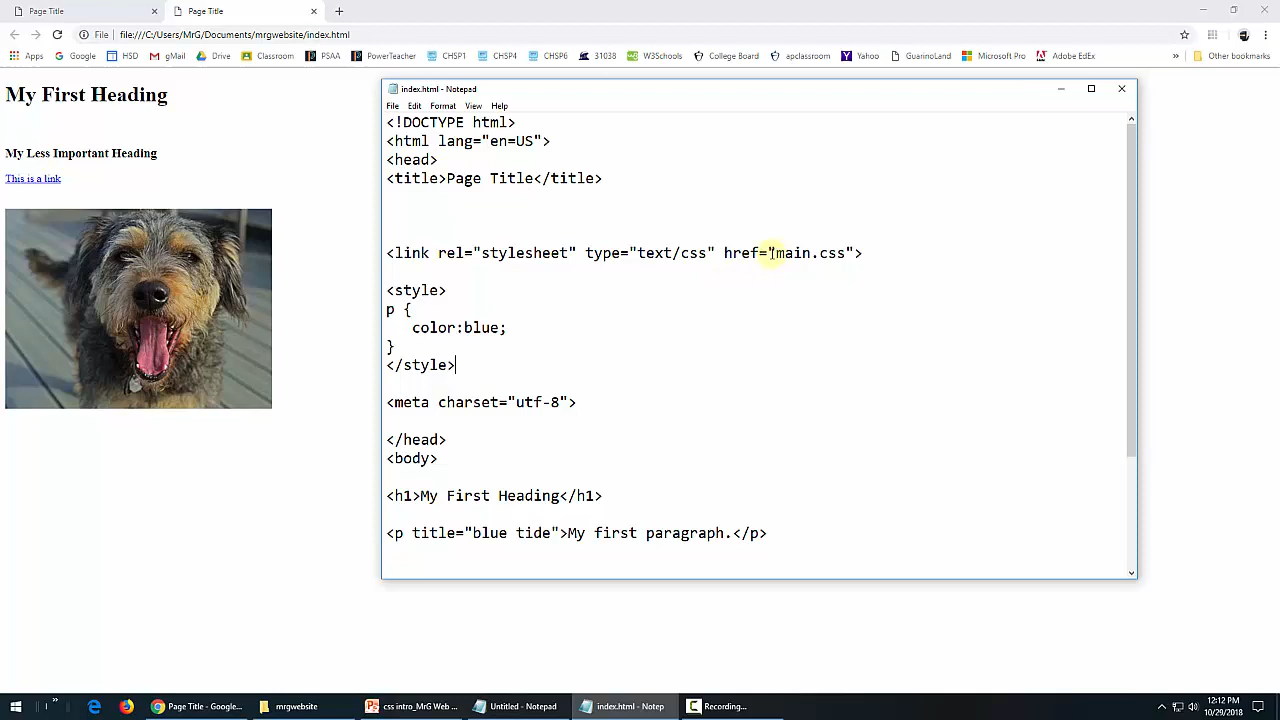 Page Title
Page Title
File file:///C:/Users/MrG/Documents/mrgwebsite/index.html
Apps Google HSD gMail Drive Classroom PSAA PowerTeacher CHSP1 CHSP4 CHSP6 31038 W3Schools College Board apclassroom Yahoo GuarinoLand Microsoft Pro Adobe EdEx » Other bookmarks
My First Heading
My Less Important Heading
This is a link
index.html - Notepad
File Edit Format View Help
<!DOCTYPE html>
<html lang="en=US">
<head>
<title>Page Title</title>
<link rel="stylesheet" type="text/css" href="main.css">
<style>
p {
color:blue;
}
</style>
<meta charset="utf-8">
</head>
<body>
<h1>My First Heading</h1>
<p title="blue tide">My first paragraph.</p>
» Page Title - Googl... mrgwebsite css intro_MrG Web ... Untitled - Notepad index.html - Notep Recording...
12:12 PM
10/29/2018